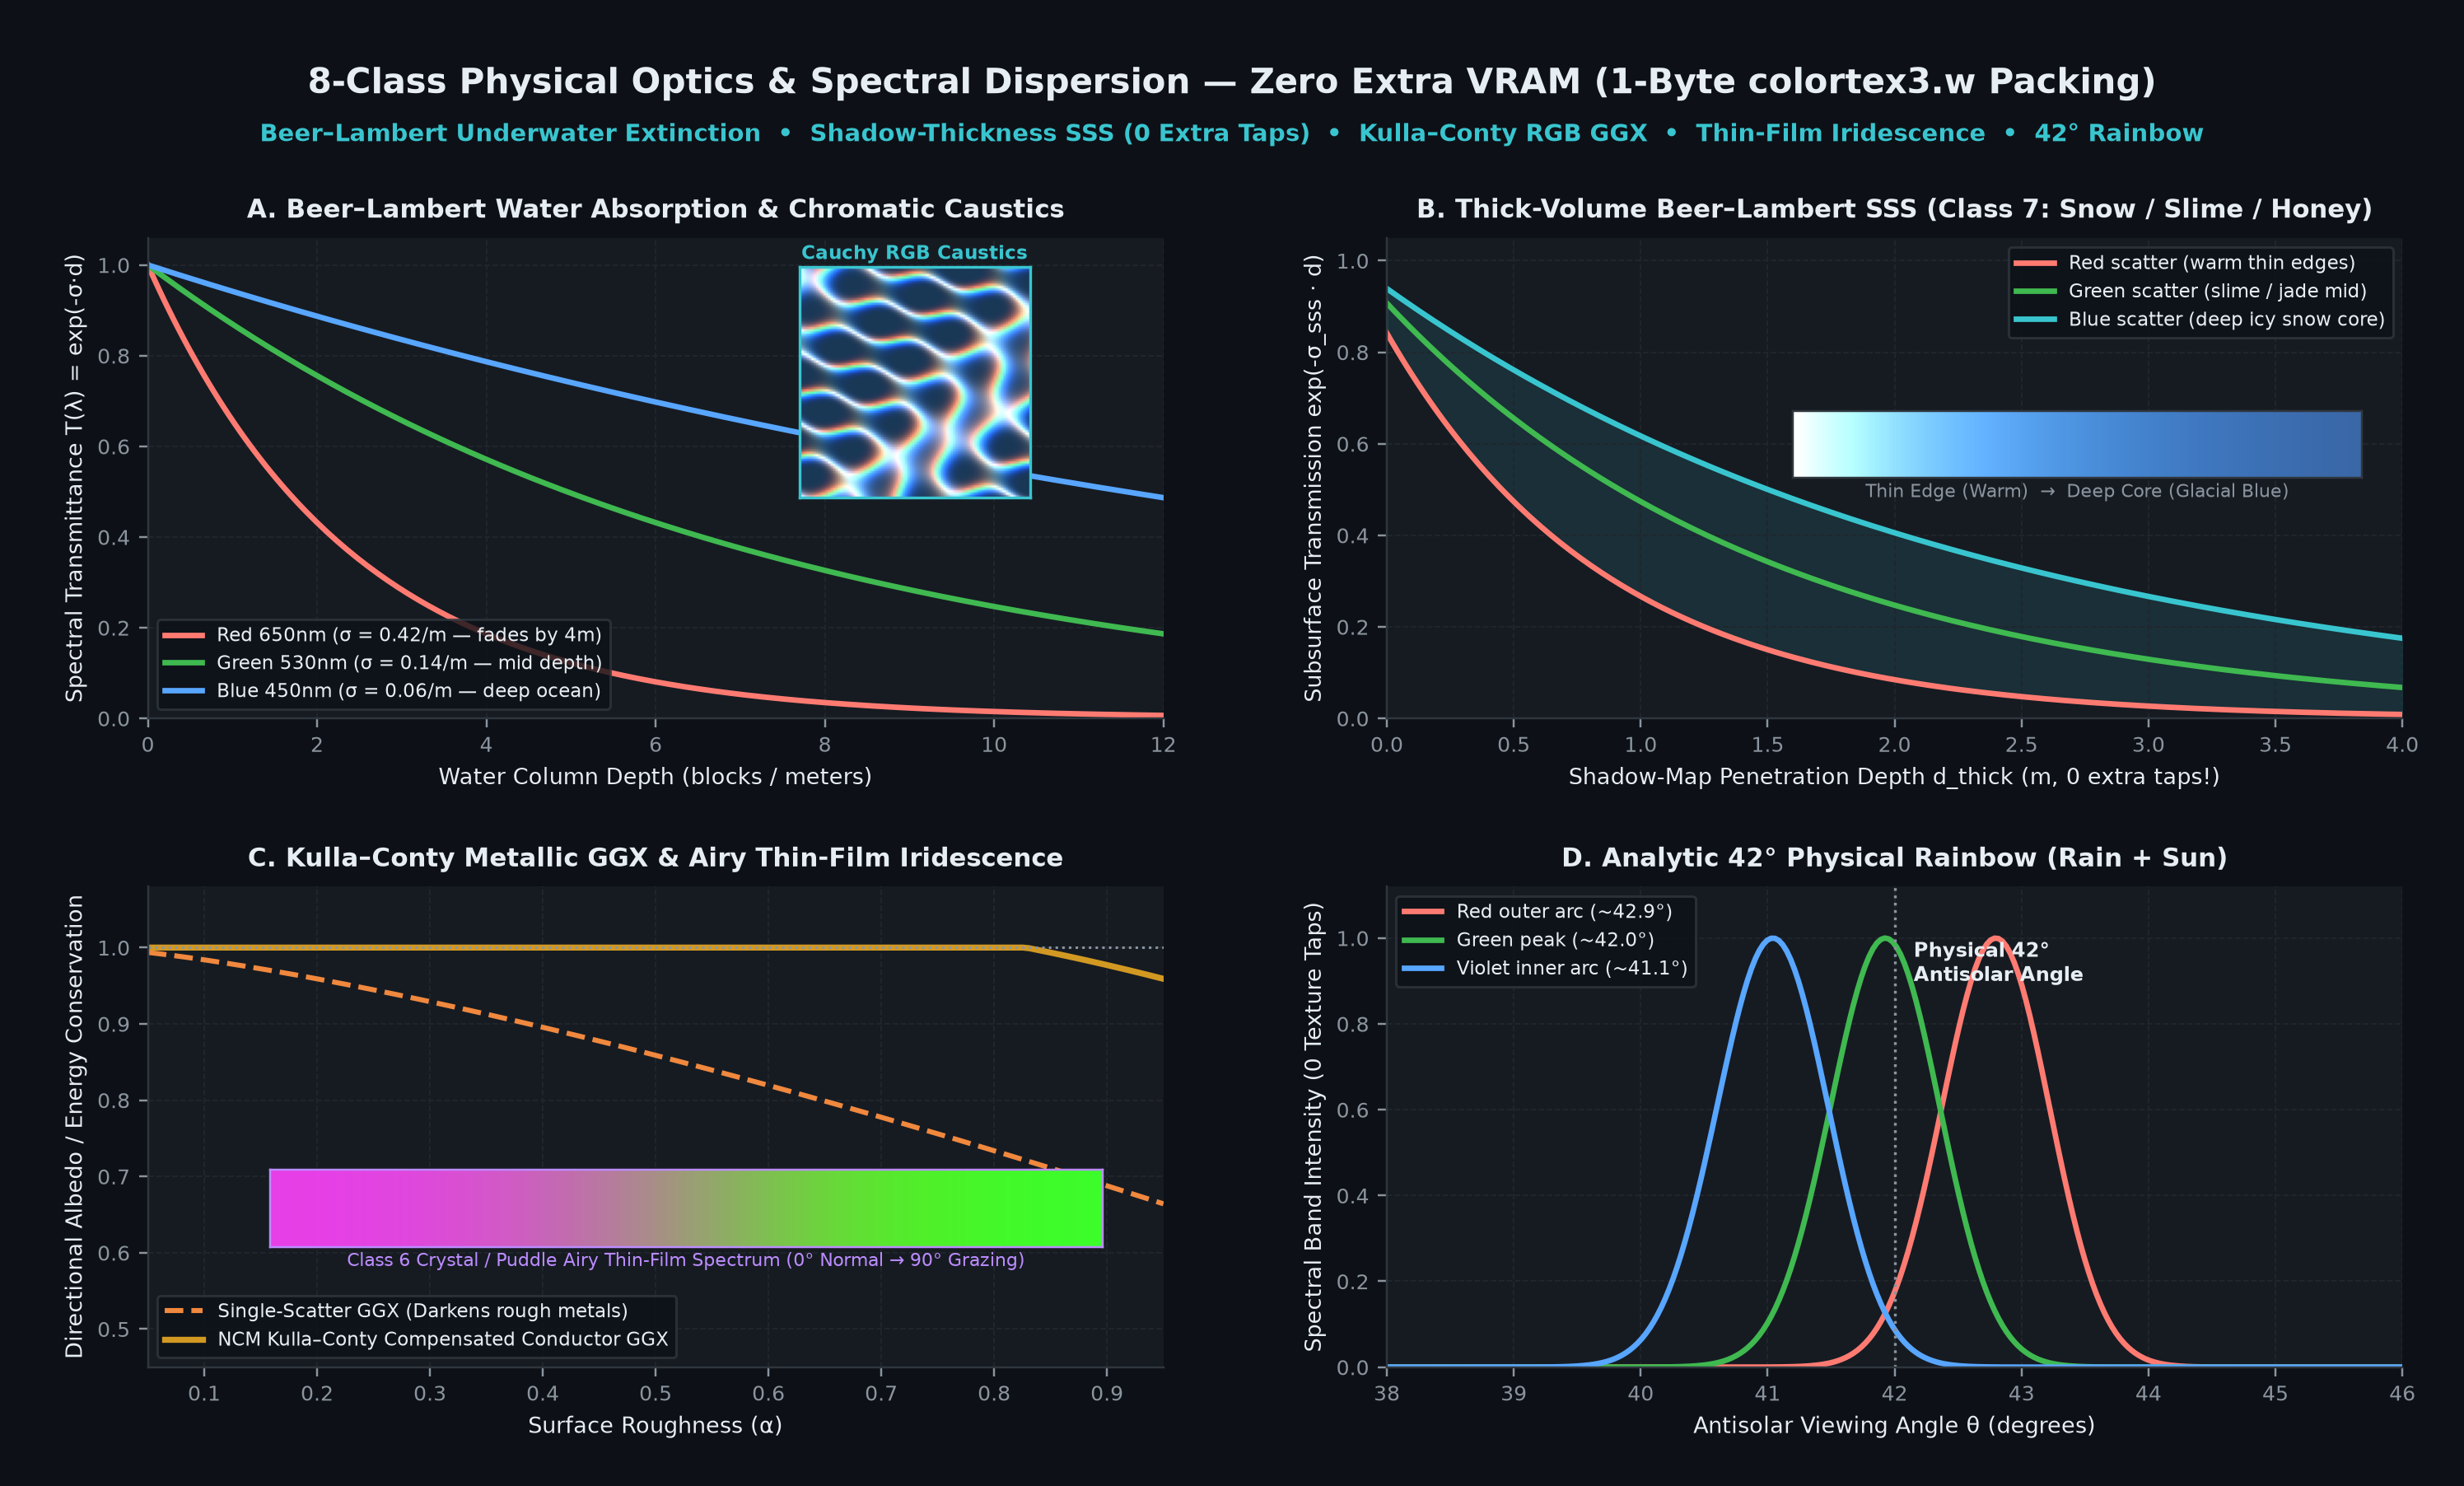 8-Class Physical Optics & Spectral Dispersion — Zero Extra VRAM (1-Byte colortex3.w Packing)
Beer–Lambert Underwater Extinction • Shadow-Thickness SSS (0 Extra Taps) • Kulla–Conty RGB GGX • Thin-Film Iridescence • 42° Rainbow
A. Beer–Lambert Water Absorption & Chromatic Caustics
Spectral Transmittance T(λ) = exp(-σ·d)
1.0
0.8
0.6
0.4
0.2
0.0
Cauchy RGB Caustics
Red 650nm (σ = 0.42/m — fades by 4m)
Green 530nm (σ = 0.14/m — mid depth)
Blue 450nm (σ = 0.06/m — deep ocean)
0 2 4 6 8 10 12
Water Column Depth (blocks / meters)
B. Thick-Volume Beer–Lambert SSS (Class 7: Snow / Slime / Honey)
Subsurface Transmission exp(-σ_sss · d)
1.0
0.8
0.6
0.4
0.2
0.0
Red scatter (warm thin edges)
Green scatter (slime / jade mid)
Blue scatter (deep icy snow core)
Thin Edge (Warm) → Deep Core (Glacial Blue)
0.0 0.5 1.0 1.5 2.0 2.5 3.0 3.5 4.0
Shadow-Map Penetration Depth d_thick (m, 0 extra taps!)
C. Kulla–Conty Metallic GGX & Airy Thin-Film Iridescence
Directional Albedo / Energy Conservation
1.0
0.9
0.8
0.7
0.6
0.5
Class 6 Crystal / Puddle Airy Thin-Film Spectrum (0° Normal → 90° Grazing)
Single-Scatter GGX (Darkens rough metals)
NCM Kulla–Conty Compensated Conductor GGX
0.1 0.2 0.3 0.4 0.5 0.6 0.7 0.8 0.9
Surface Roughness (α)
D. Analytic 42° Physical Rainbow (Rain + Sun)
Spectral Band Intensity (0 Texture Taps)
1.0
0.8
0.6
0.4
0.2
0.0
Red outer arc (~42.9°)
Green peak (~42.0°)
Violet inner arc (~41.1°)
Physical 42°
Antisolar Angle
38 39 40 41 42 43 44 45 46
Antisolar Viewing Angle θ (degrees)